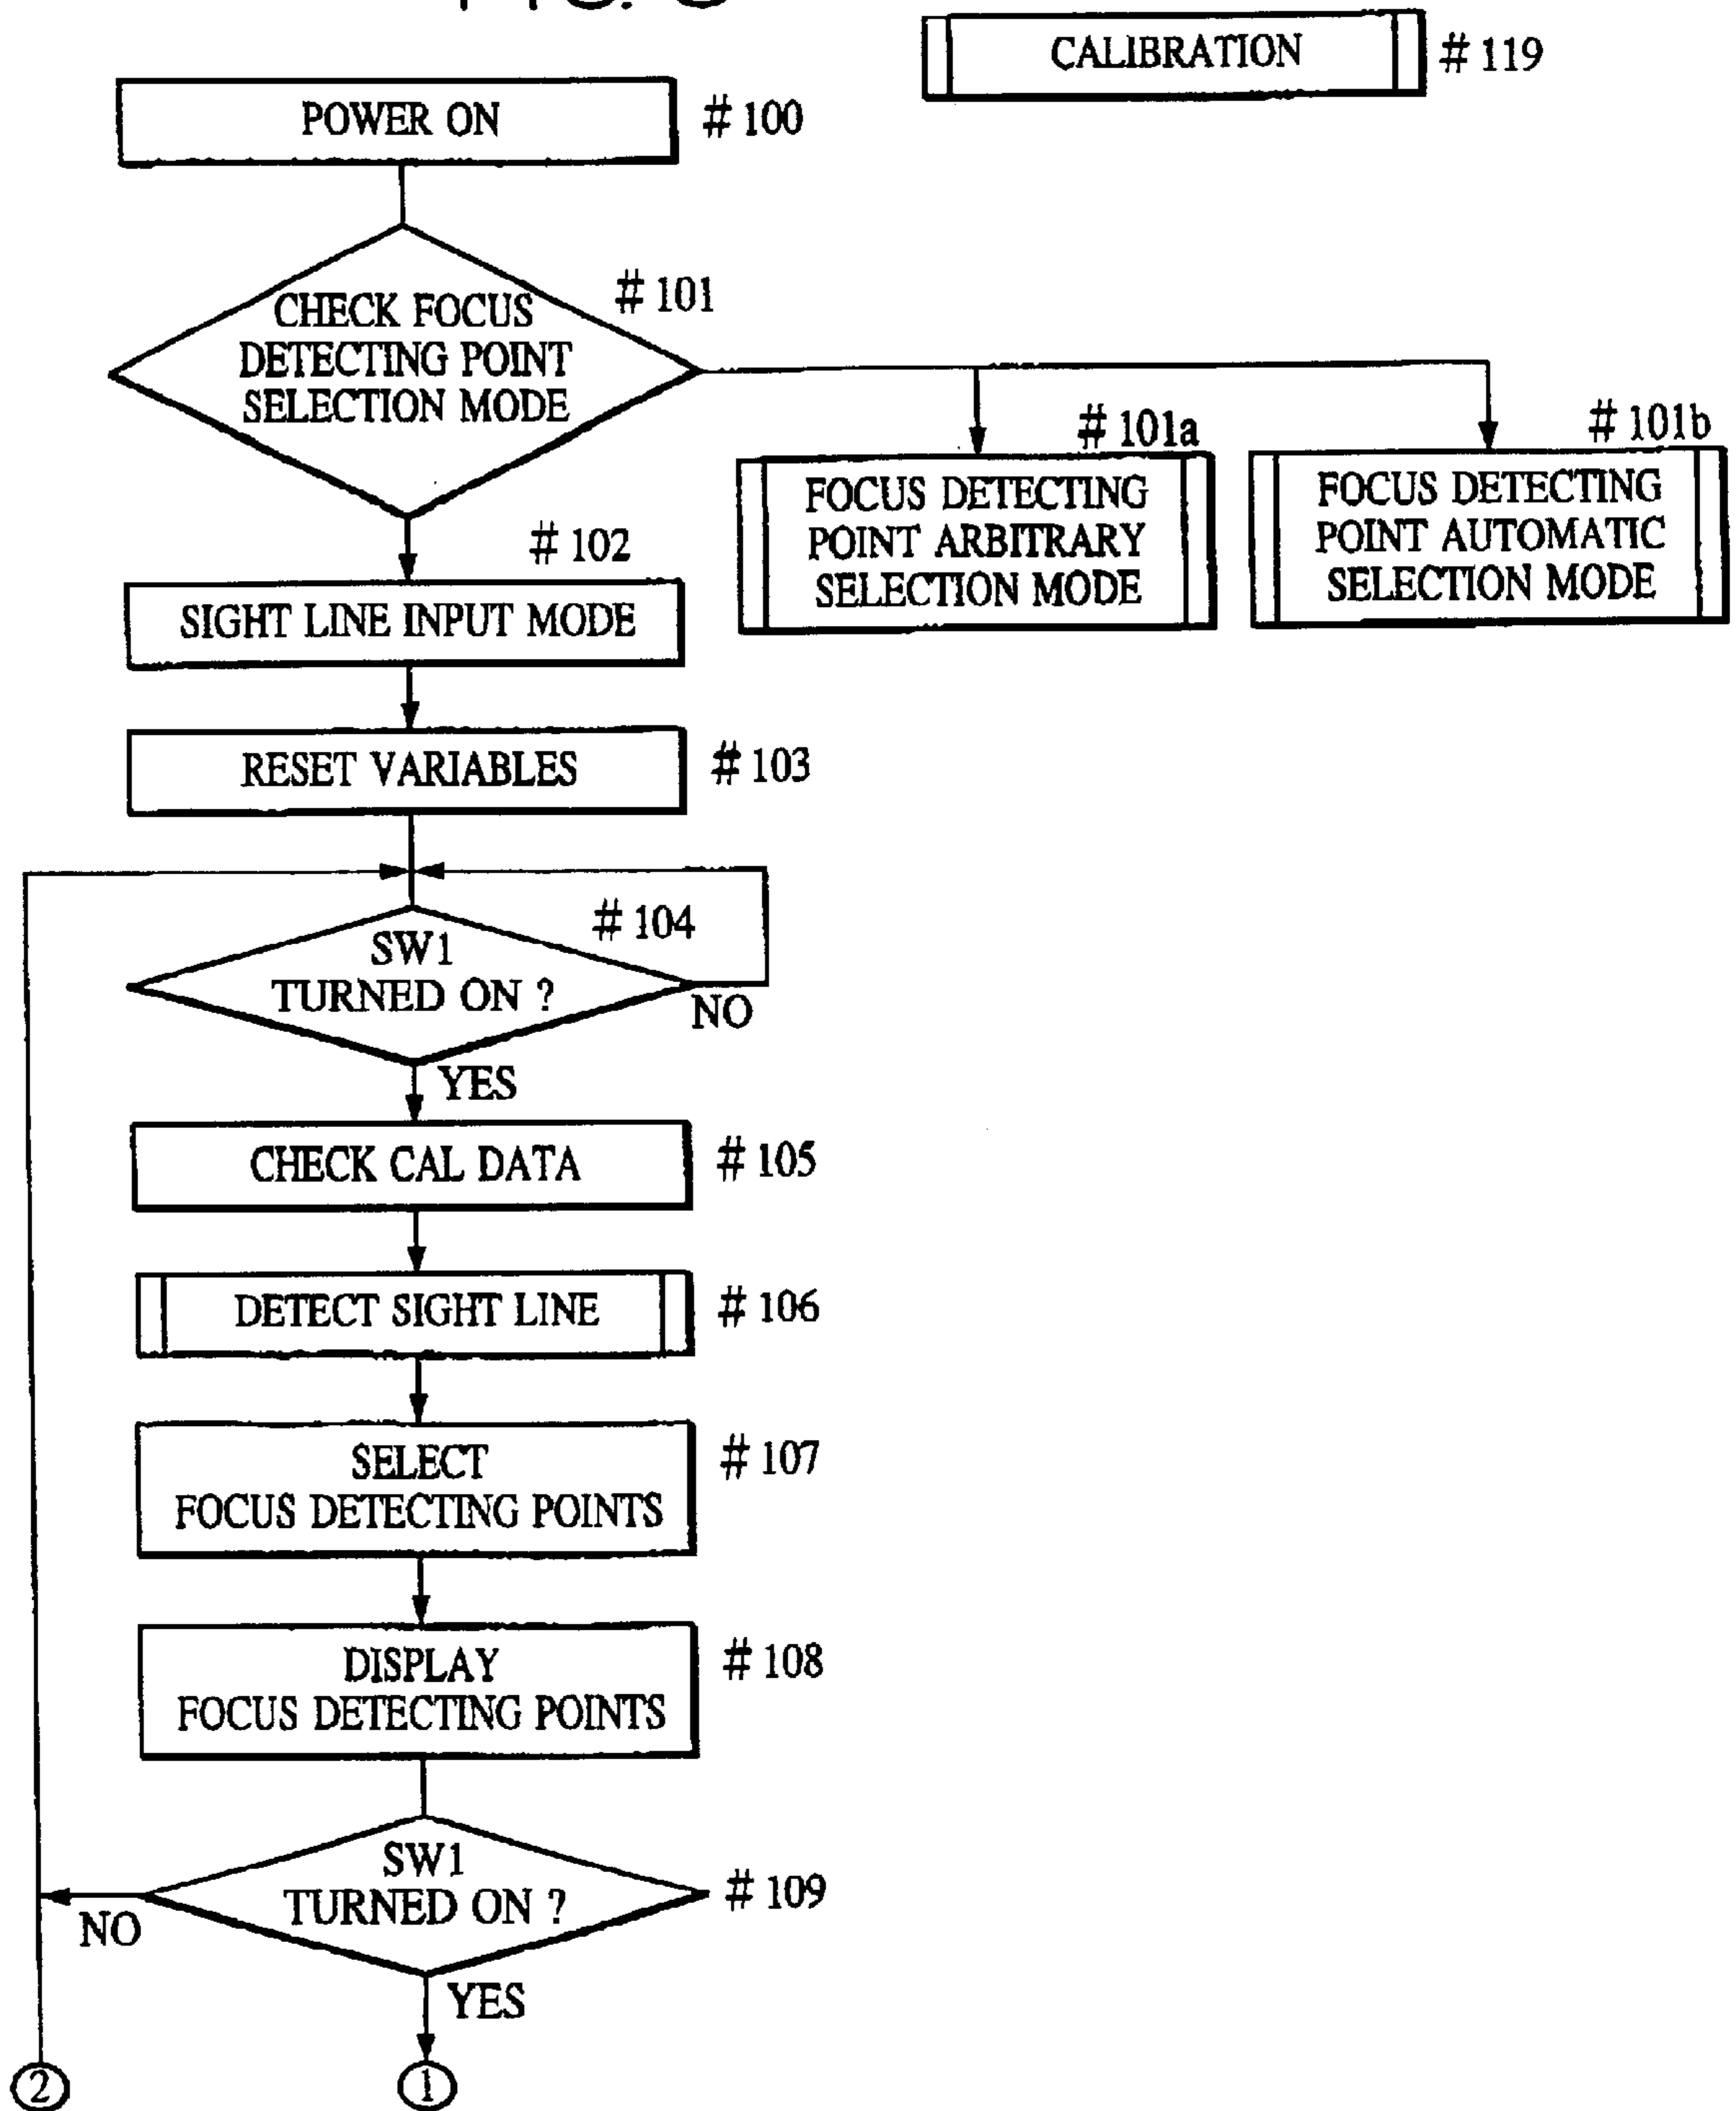 CALIBRATION
# 119
POWER ON
# 100
# 101
CHECK FOCUS
DETECTING POINT
SELECTION MODE
# 101a
FOCUS DETECTING
POINT ARBITRARY
SELECTION MODE
# 101b
FOCUS DETECTING
POINT AUTOMATIC
SELECTION MODE
# 102
SIGHT LINE INPUT MODE
RESET VARIABLES
# 103
# 104
SW1
TURNED ON ?
NO
YES
CHECK CAL DATA
# 105
DETECT SIGHT LINE
# 106
SELECT
FOCUS DETECTING POINTS
# 107
DISPLAY
FOCUS DETECTING POINTS
# 108
SW1
TURNED ON ?
# 109
NO
YES
2
1